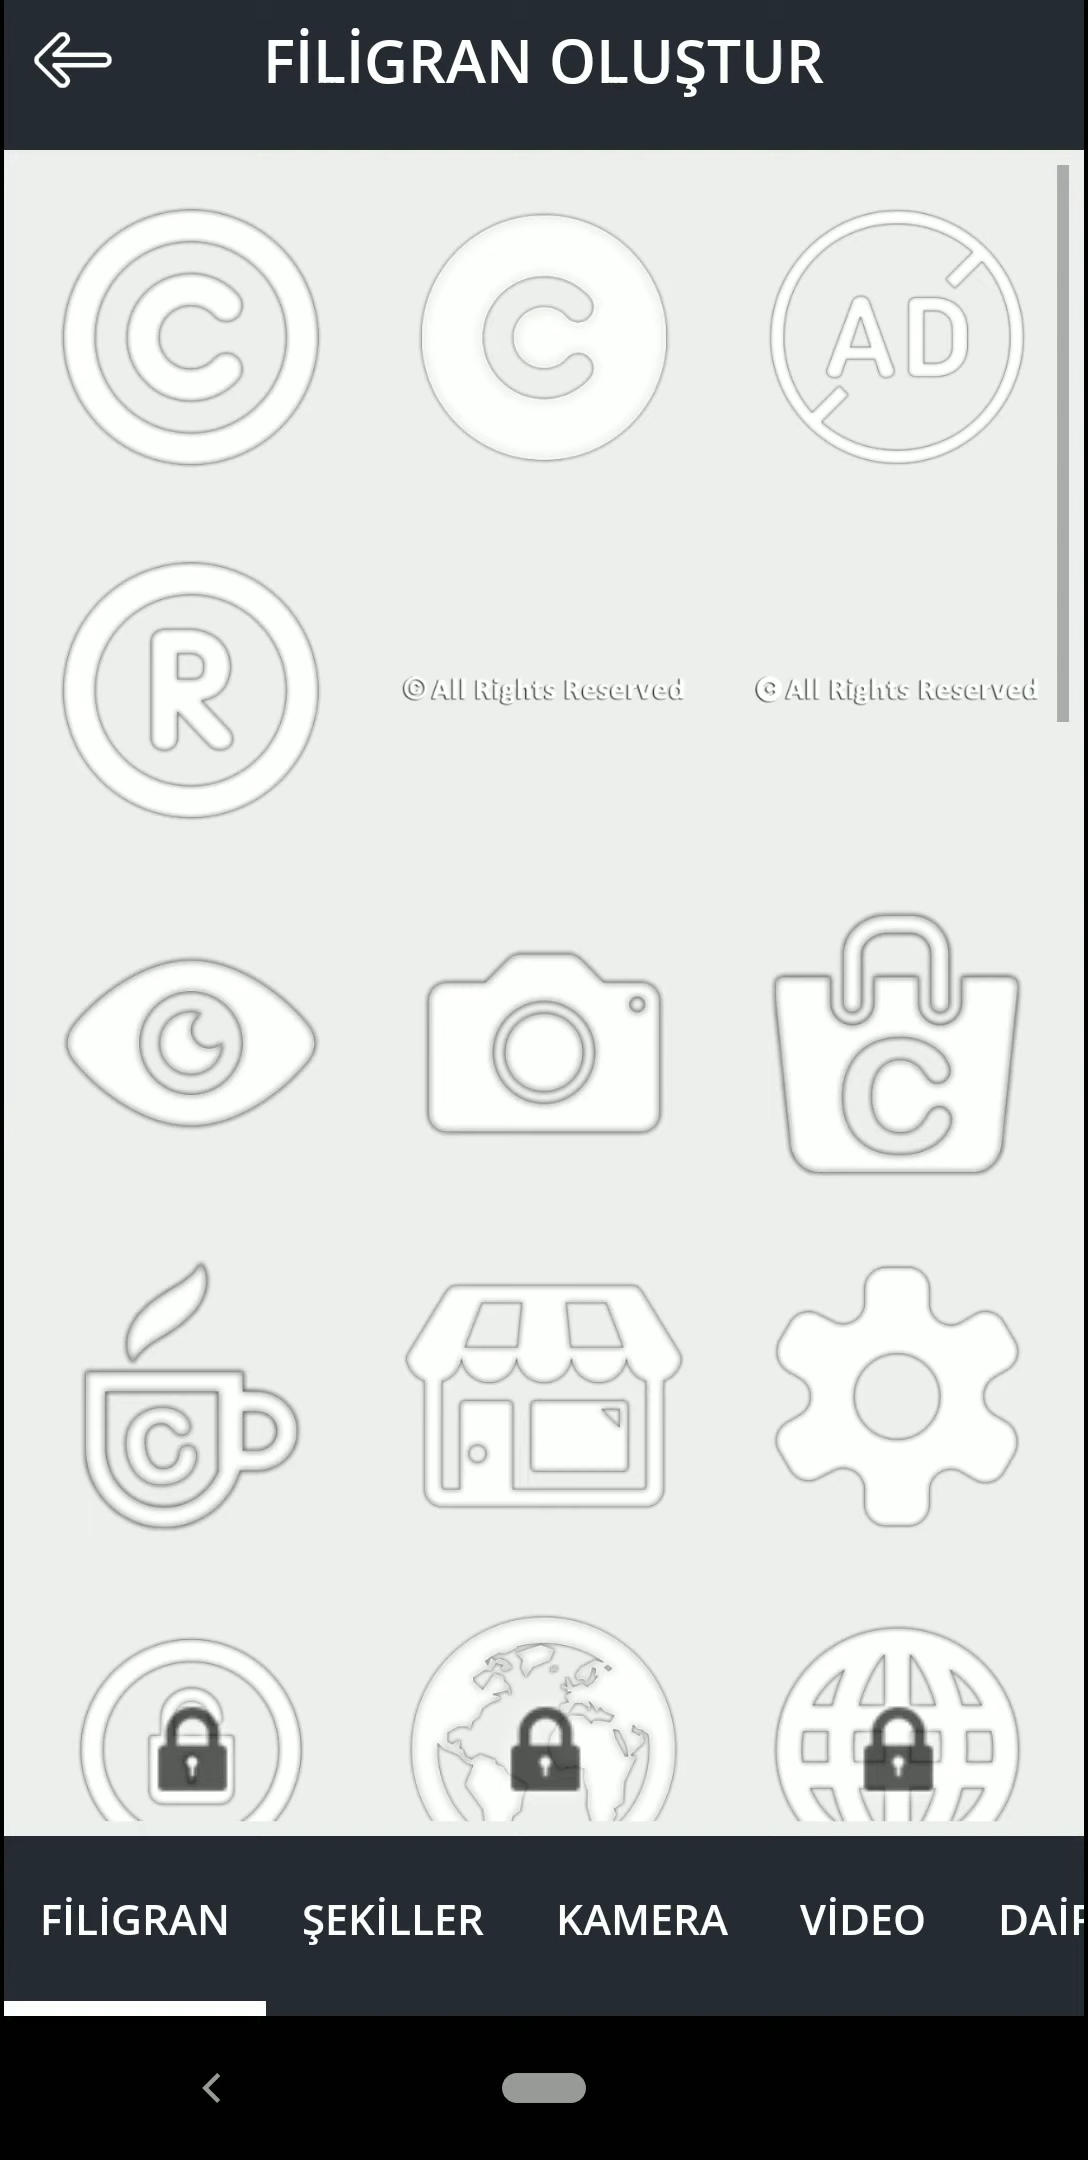 FİLİGRAN OLUŞTUR
C
C
AD
R
© All Rights Reserved
© All Rights Reserved
C
C
FİLİGRAN
ŞEKİLLER
KAMERA
VİDEO